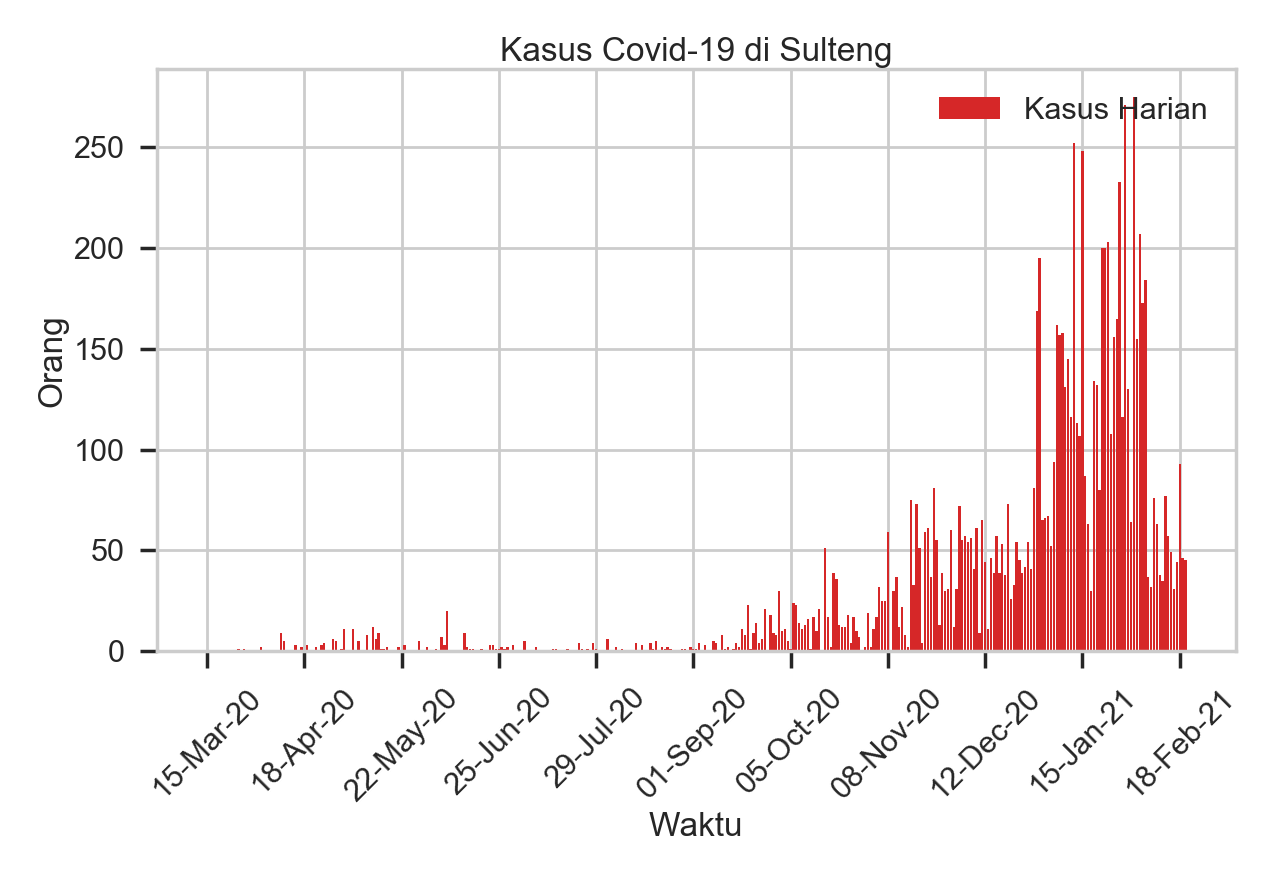 Kasus Covid-19 di Sulteng
Kasus Harian
Orang
250
200
150
100
50
0
15-Mar-20
18-Apr-20
22-May-20
25-Jun-20
29-Jul-20
01-Sep-20
05-Oct-20
08-Nov-20
12-Dec-20
15-Jan-21
18-Feb-21
Waktu